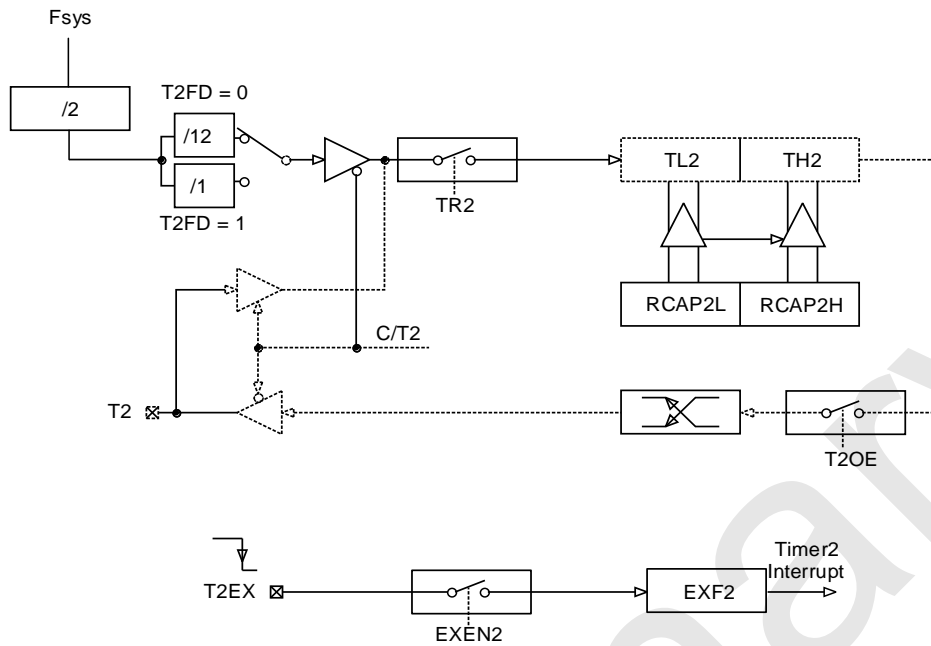 Fsys
/2
T2FD = 0
/12
/1
T2FD = 1
TR2
TL2
TH2
RCAP2L
RCAP2H
C/T2
T2
T2OE
T2EX
EXEN2
EXF2
Timer2
Interrupt